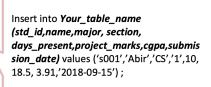 Insert into Your_table_name
(std_id,name,major, section,
days_present,project_marks,cgpa,submis
sion_date) values ('s001','Abir','CS','1',10,
18.5, 3.91,'2018-09-15') ;